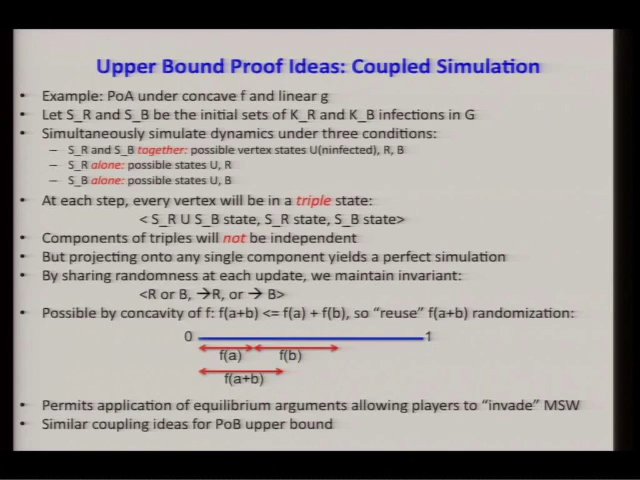 Upper Bound Proof Ideas: Coupled Simulation
• Example: PoA under concave f and linear g
• Let S_R and S_B be the initial sets of K_R and K_B infections in G
• Simultaneously simulate dynamics under three conditions:
– S_R and S_B together: possible vertex states U(ninfected), R, B
– S_R alone: possible states U, R
– S_B alone: possible states U, B
• At each step, every vertex will be in a triple state:
< S_R U S_B state, S_R state, S_B state>
• Components of triples will not be independent
• But projecting onto any single component yields a perfect simulation
• By sharing randomness at each update, we maintain invariant:
<R or B, →R, or → B>
• Possible by concavity of f: f(a+b) <= f(a) + f(b), so “reuse” f(a+b) randomization:
0 1
f(a) f(b)
f(a+b)
• Permits application of equilibrium arguments allowing players to “invade” MSW
• Similar coupling ideas for PoB upper bound